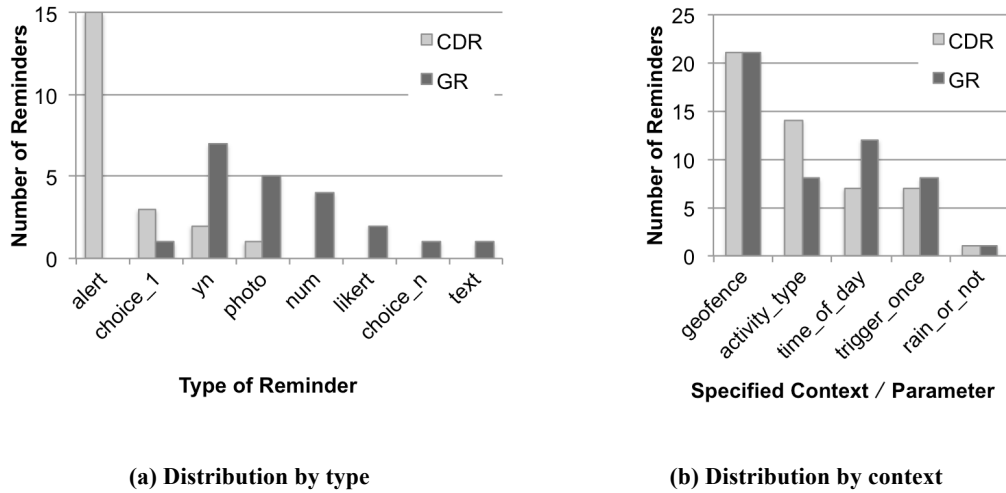 Number of Reminders
15
10
5
0
CDR
GR
alert
choice_1
yn
photo
num
likert
choice_n
text
Type of Reminder
(a) Distribution by type
Number of Reminders
25
20
15
10
5
0
CDR
GR
geofence
activity_type
time_of_day
trigger_once
rain_or_not
Specified Context / Parameter
(b) Distribution by context